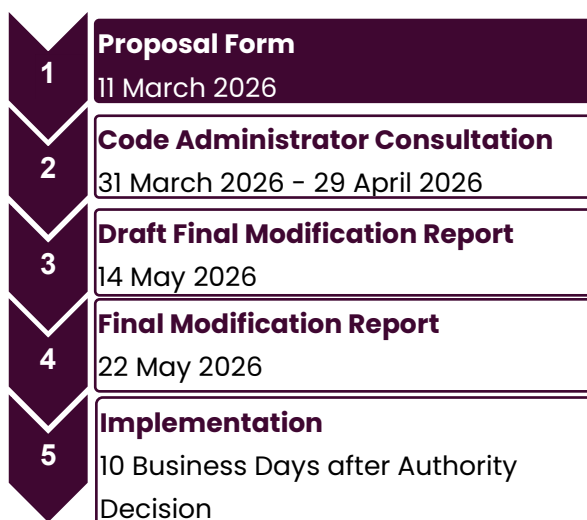 1
Proposal Form
11 March 2026
2
Code Administrator Consultation
31 March 2026 - 29 April 2026
3
Draft Final Modification Report
14 May 2026
4
Final Modification Report
22 May 2026
5
Implementation
10 Business Days after Authority
Decision